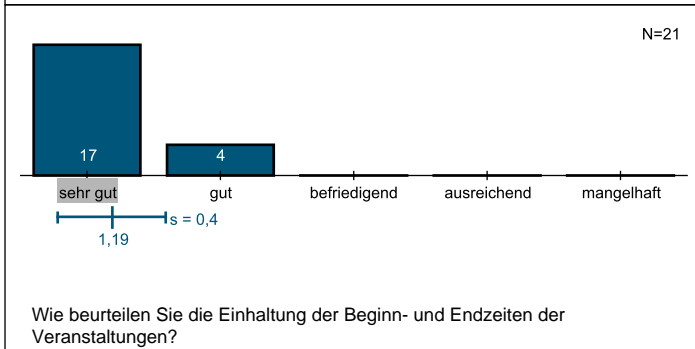 N=21
17 4
sehr gut gut befriedigend ausreichend mangelhaft
s = 0,4
1,19
Wie beurteilen Sie die Einhaltung der Beginn- und Endzeiten der
Veranstaltungen?